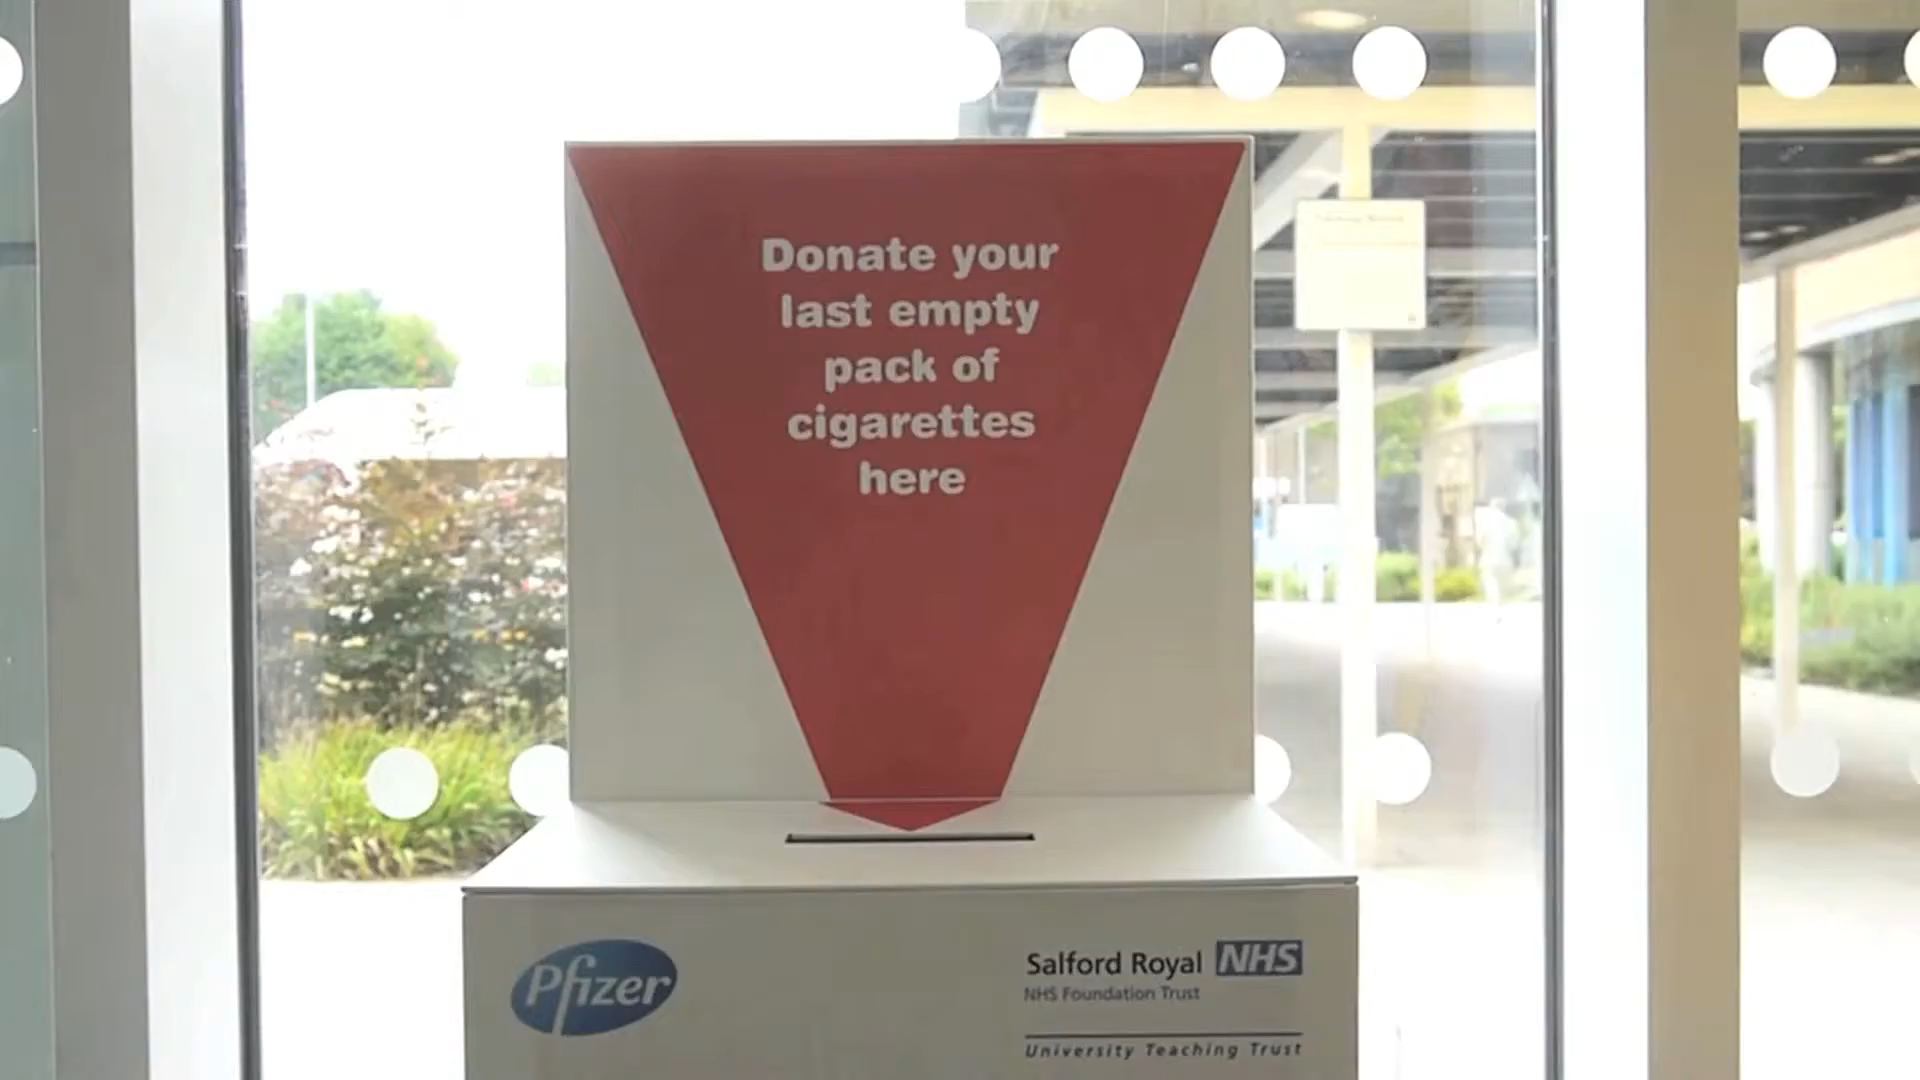 Donate your
last empty
pack of
cigarettes
here
Pfizer
Salford Royal NHS
NHS Foundation Trust
University Teaching Trust